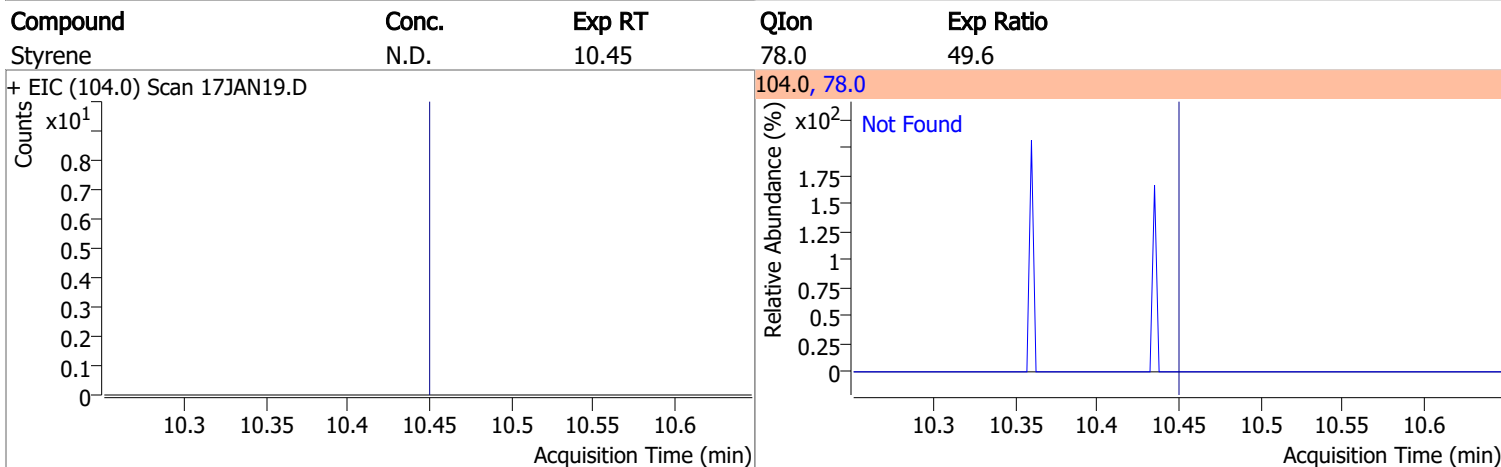 Compound Conc. Exp RT QIon Exp Ratio
Styrene N.D. 10.45 78.0 49.6
+ EIC (104.0) Scan 17JAN19.D
Counts
x10¹
0.8
0.7
0.6
0.5
0.4
0.3
0.2
0.1
0
10.3 10.35 10.4 10.45 10.5 10.55 10.6
Acquisition Time (min)
104.0, 78.0
Relative Abundance (%)
x10²
Not Found
1.75
1.5
1.25
1
0.75
0.5
0.25
0
10.3 10.35 10.4 10.45 10.5 10.55 10.6
Acquisition Time (min)